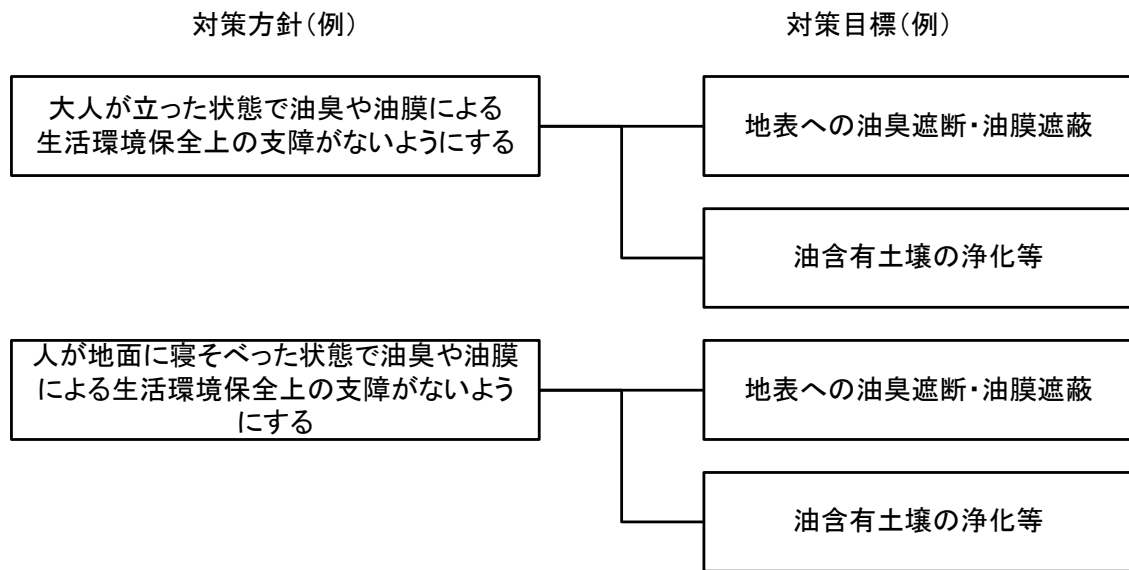 対策方針(例)
対策目標(例)
大人が立った状態で油臭や油膜による
生活環境保全上の支障がないようにする
地表への油臭遮断・油膜遮蔽
油含有土壌の浄化等
人が地面に寝そべった状態で油臭や油膜
による生活環境保全上の支障がないよう
にする
地表への油臭遮断・油膜遮蔽
油含有土壌の浄化等